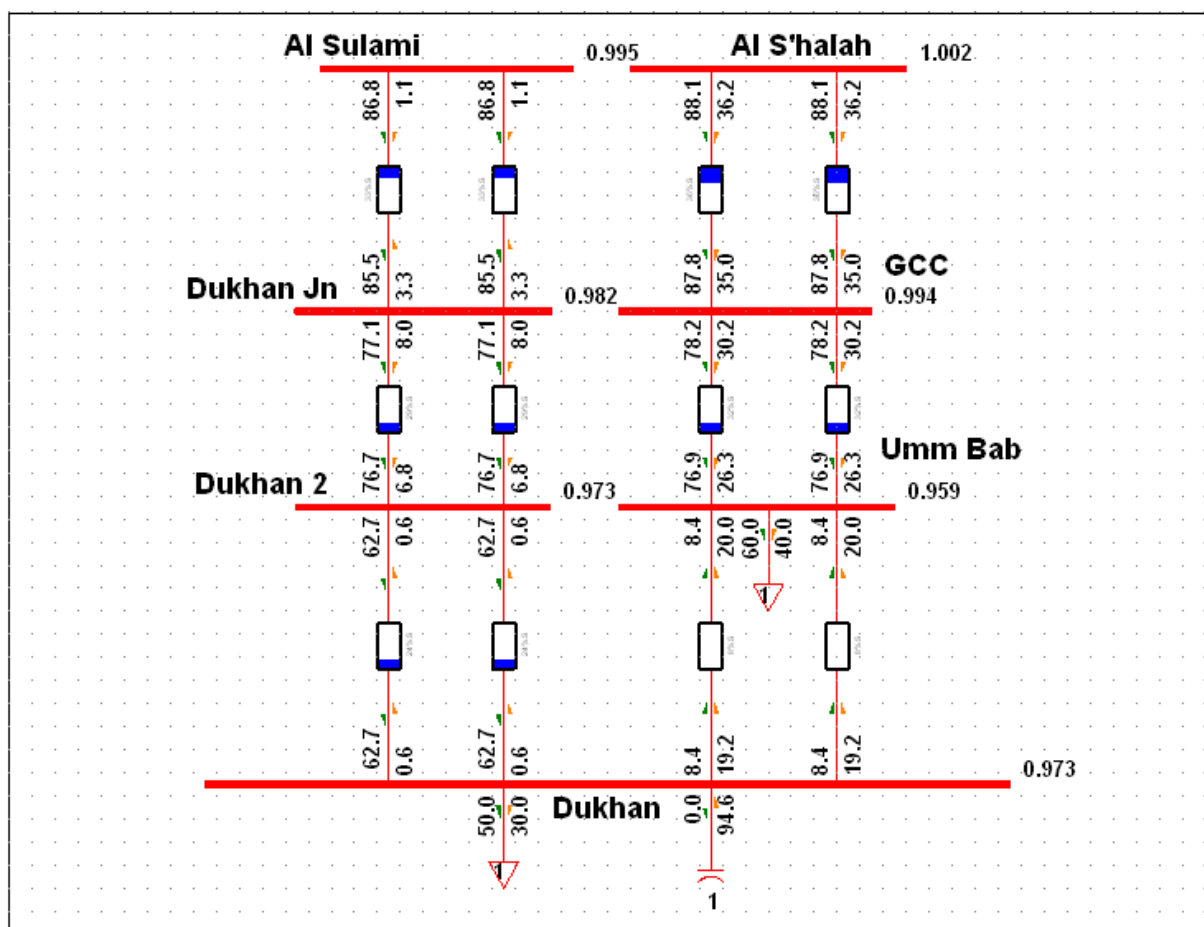 Al Sulami 0.995 Al S'halah 1.002
86.8 1.1 86.8 1.1 88.1 36.2 88.1 36.2
85.5 3.3 85.5 3.3 87.8 35.0 87.8 35.0 GCC
Dukhan Jn 0.982 0.994
77.1 8.0 77.1 8.0 78.2 30.2 78.2 30.2
76.7 6.8 76.7 6.8 76.9 26.3 76.9 26.3 Umm Bab
Dukhan 2 0.973 0.959
62.7 0.6 62.7 0.6 8.4 20.0 60.0 40.0 8.4 20.0
1
62.7 0.6 62.7 0.6 8.4 19.2 8.4 19.2
0.973
50.0 30.0 Dukhan 0.0 94.6
1
1